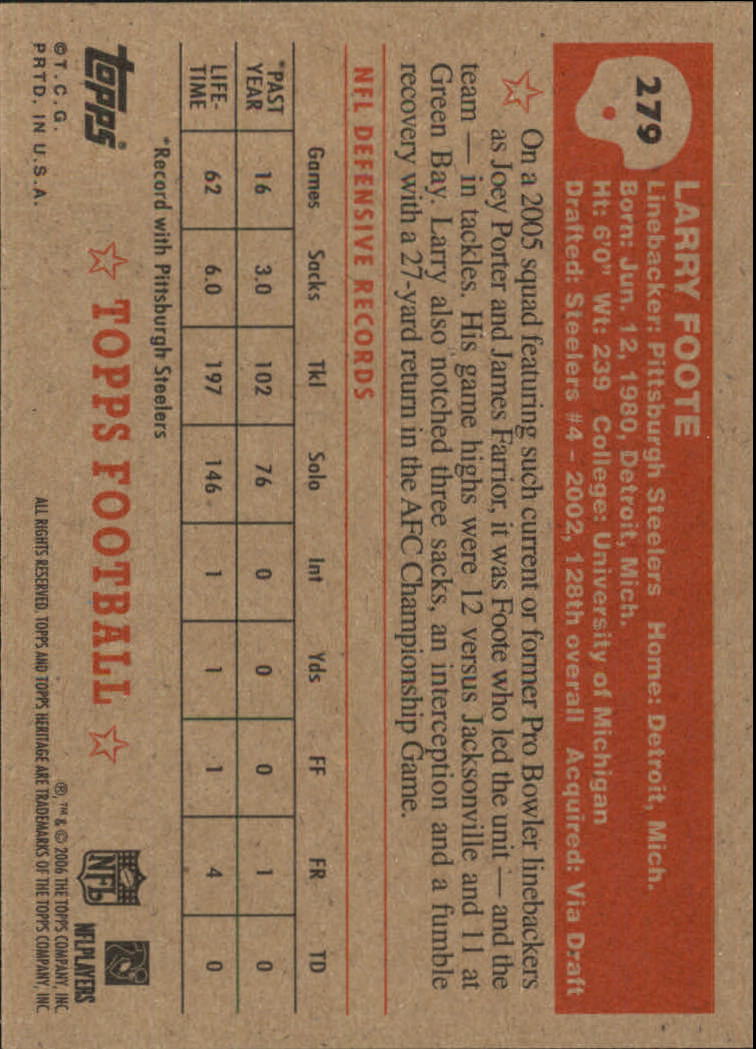 279
LARRY FOOTE
Linebacker: Pittsburgh Steelers Home: Detroit, Mich.
Born: Jun. 12, 1980, Detroit, Mich.
Ht: 6'0" Wt: 239 College: University of Michigan
Drafted: Steelers #4 - 2002, 128th overall Acquired: Via Draft
On a 2005 squad featuring such current or former Pro Bowler linebackers
as Joey Porter and James Farrior, it was Foote who led the unit — and the
team — in tackles. His game highs were 12 versus Jacksonville and 11 at
Green Bay. Larry also notched three sacks, an interception and a fumble
recovery with a 27-yard return in the AFC Championship Game.
NFL DEFENSIVE RECORDS
Games Sacks Tkl Solo Int Yds FF FR TD
*PAST YEAR 16 3.0 102 76 0 0 0 1 0
LIFE-TIME 62 6.0 197 146 1 1 1 4 0
*Record with Pittsburgh Steelers
topps®
©T.C.G.
PRTD. IN U.S.A.
TOPPS FOOTBALL
NFL
NFLPLAYERS
®, ™ & © 2006 THE TOPPS COMPANY, INC.
ALL RIGHTS RESERVED. TOPPS AND TOPPS HERITAGE ARE TRADEMARKS OF THE TOPPS COMPANY, INC.